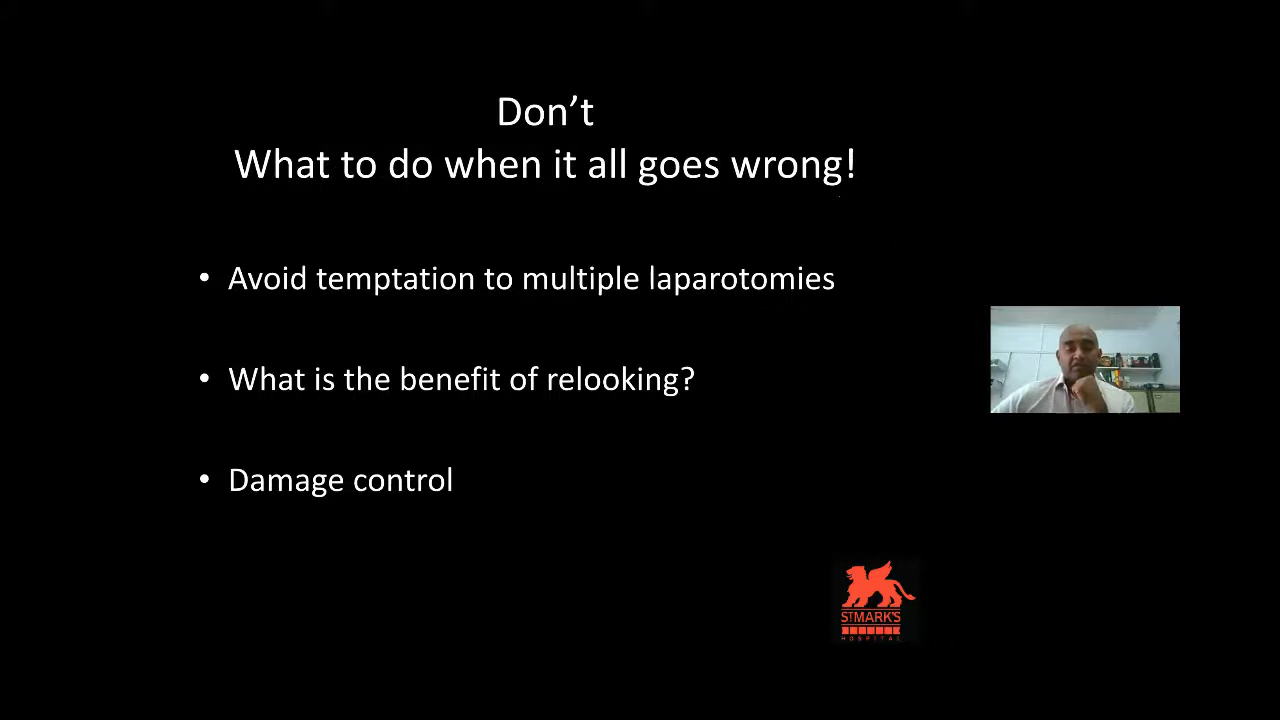 Don’t
What to do when it all goes wrong!
• Avoid temptation to multiple laparotomies
• What is the benefit of relooking?
• Damage control
ST MARK'S
HOSPITAL